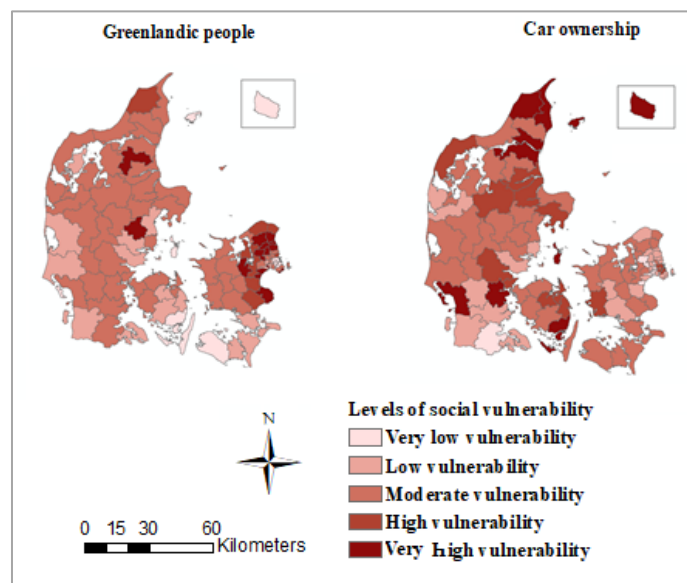 Greenlandic people
Car ownership
Levels of social vulnerability
Very low vulnerability
Low vulnerability
Moderate vulnerability
High vulnerability
Very high vulnerability
N
0 15 30 60
Kilometers